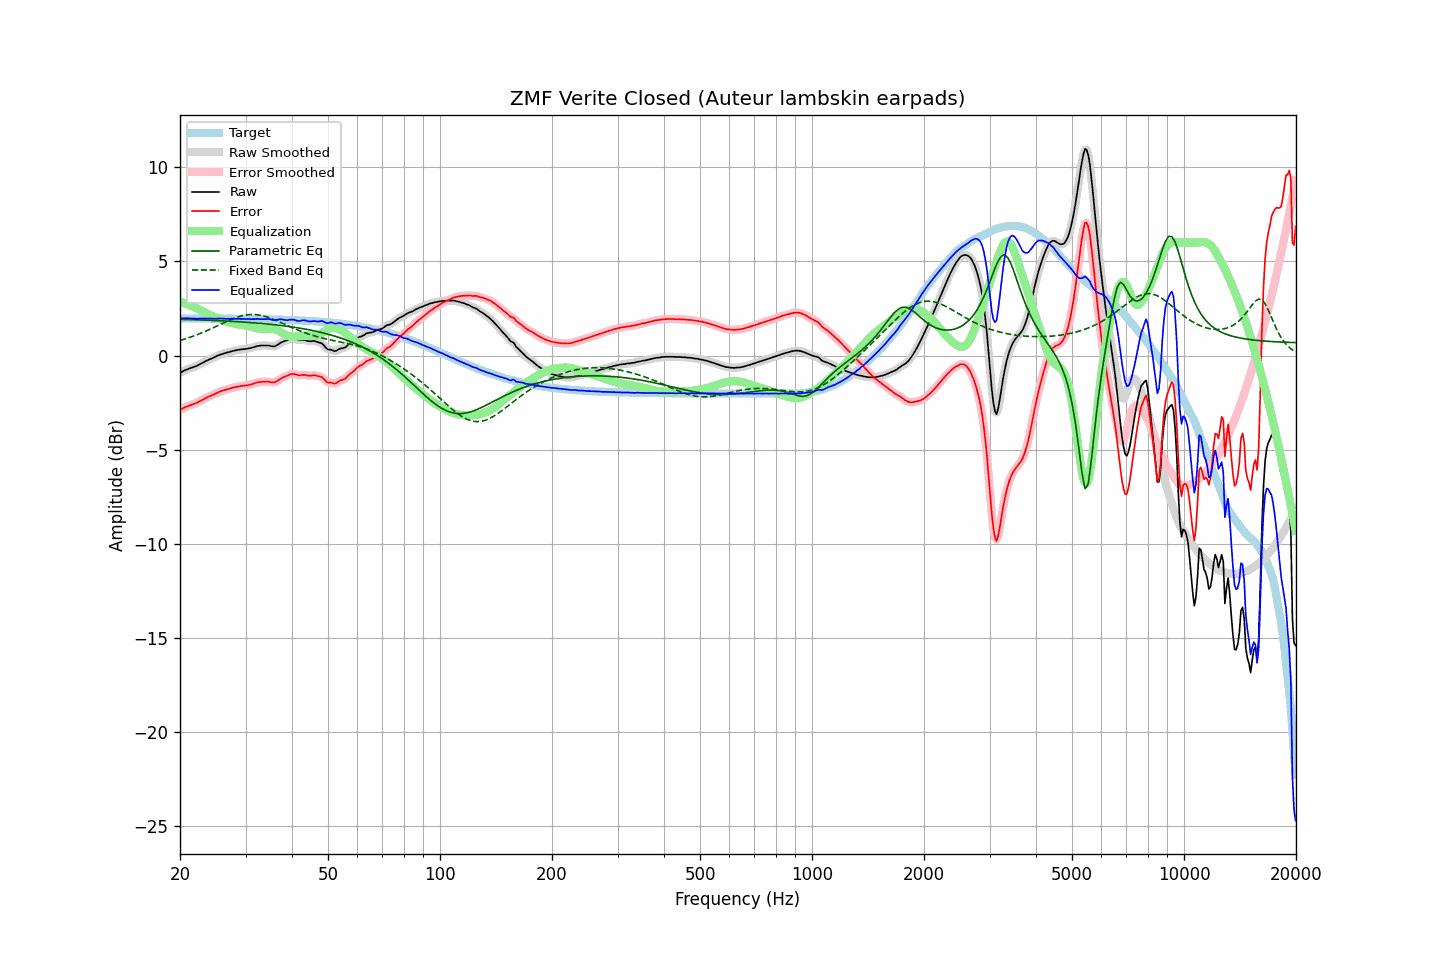 ZMF Verite Closed (Auteur lambskin earpads)
Target
Raw Smoothed
Error Smoothed
Raw
Error
Equalization
Parametric Eq
Fixed Band Eq
Equalized
10
5
0
−5
−10
−15
−20
−25
Amplitude (dBr)
20
50
100
200
500
1000
2000
5000
10000
20000
Frequency (Hz)